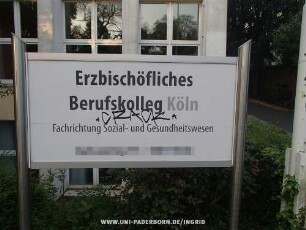 Erzbischöfliches
Berufskolleg Köln
Fachrichtung Sozial- und Gesundheitswesen
WWW.UNI-PADERBORN.DE/INGRID